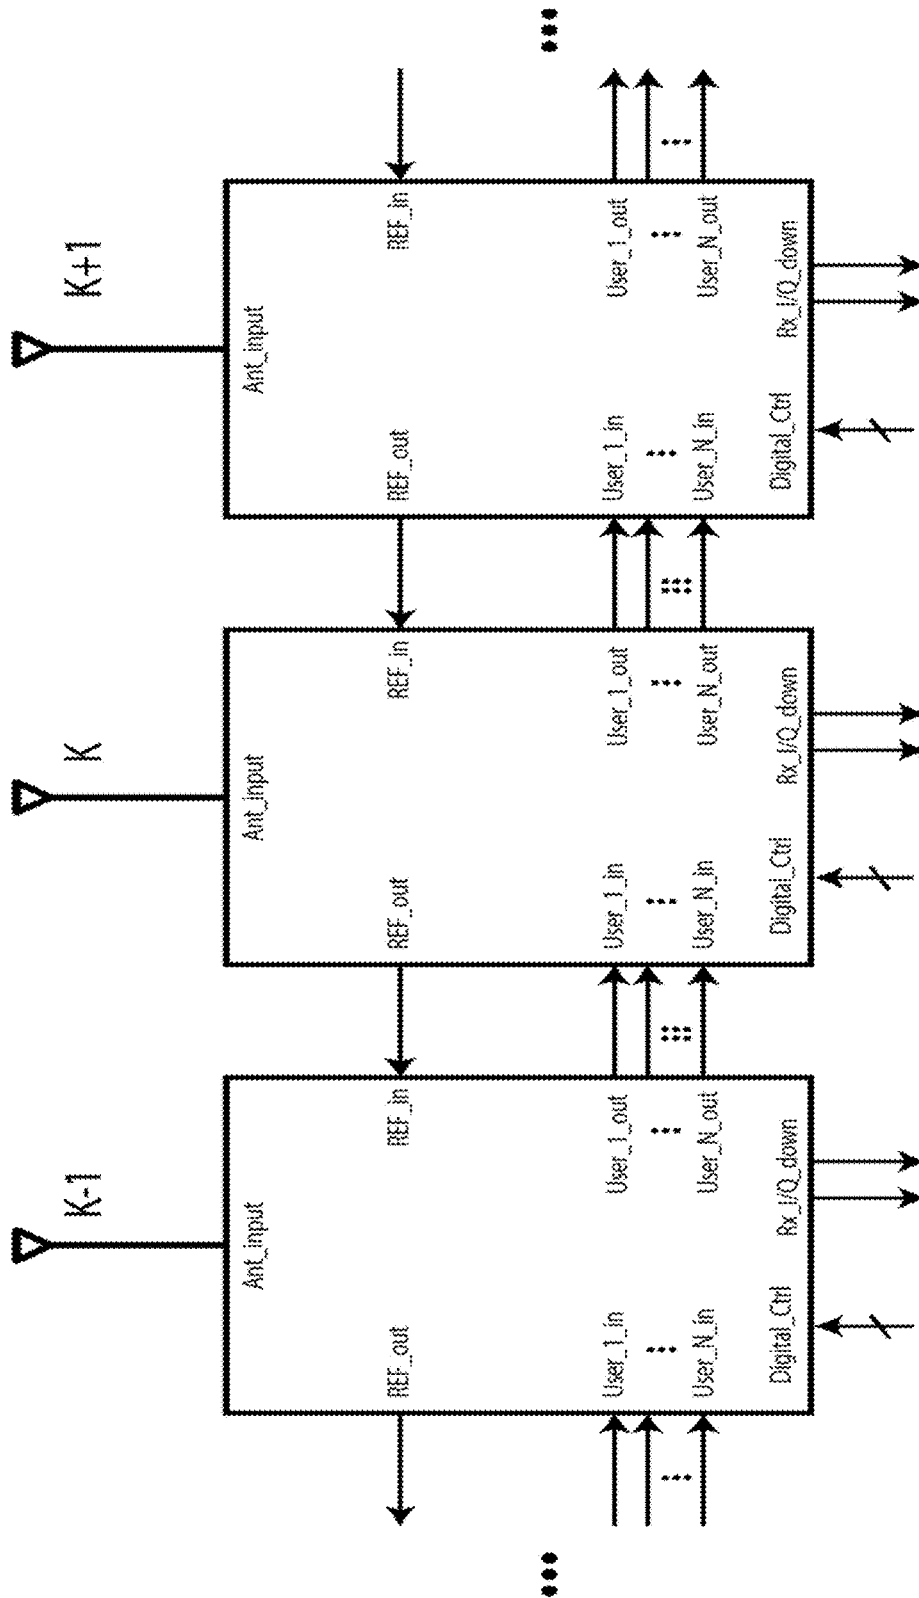 K-1
Ant_input
REF_out
REF_in
User_1_in
User_1_out
User_N_in
User_N_out
Digital_Ctrl
Rx_I/Q_down
K
Ant_input
REF_out
REF_in
User_1_in
User_1_out
User_N_in
User_N_out
Digital_Ctrl
Rx_I/Q_down
K+1
Ant_input
REF_out
REF_in
User_1_in
User_1_out
User_N_in
User_N_out
Digital_Ctrl
Rx_I/Q_down